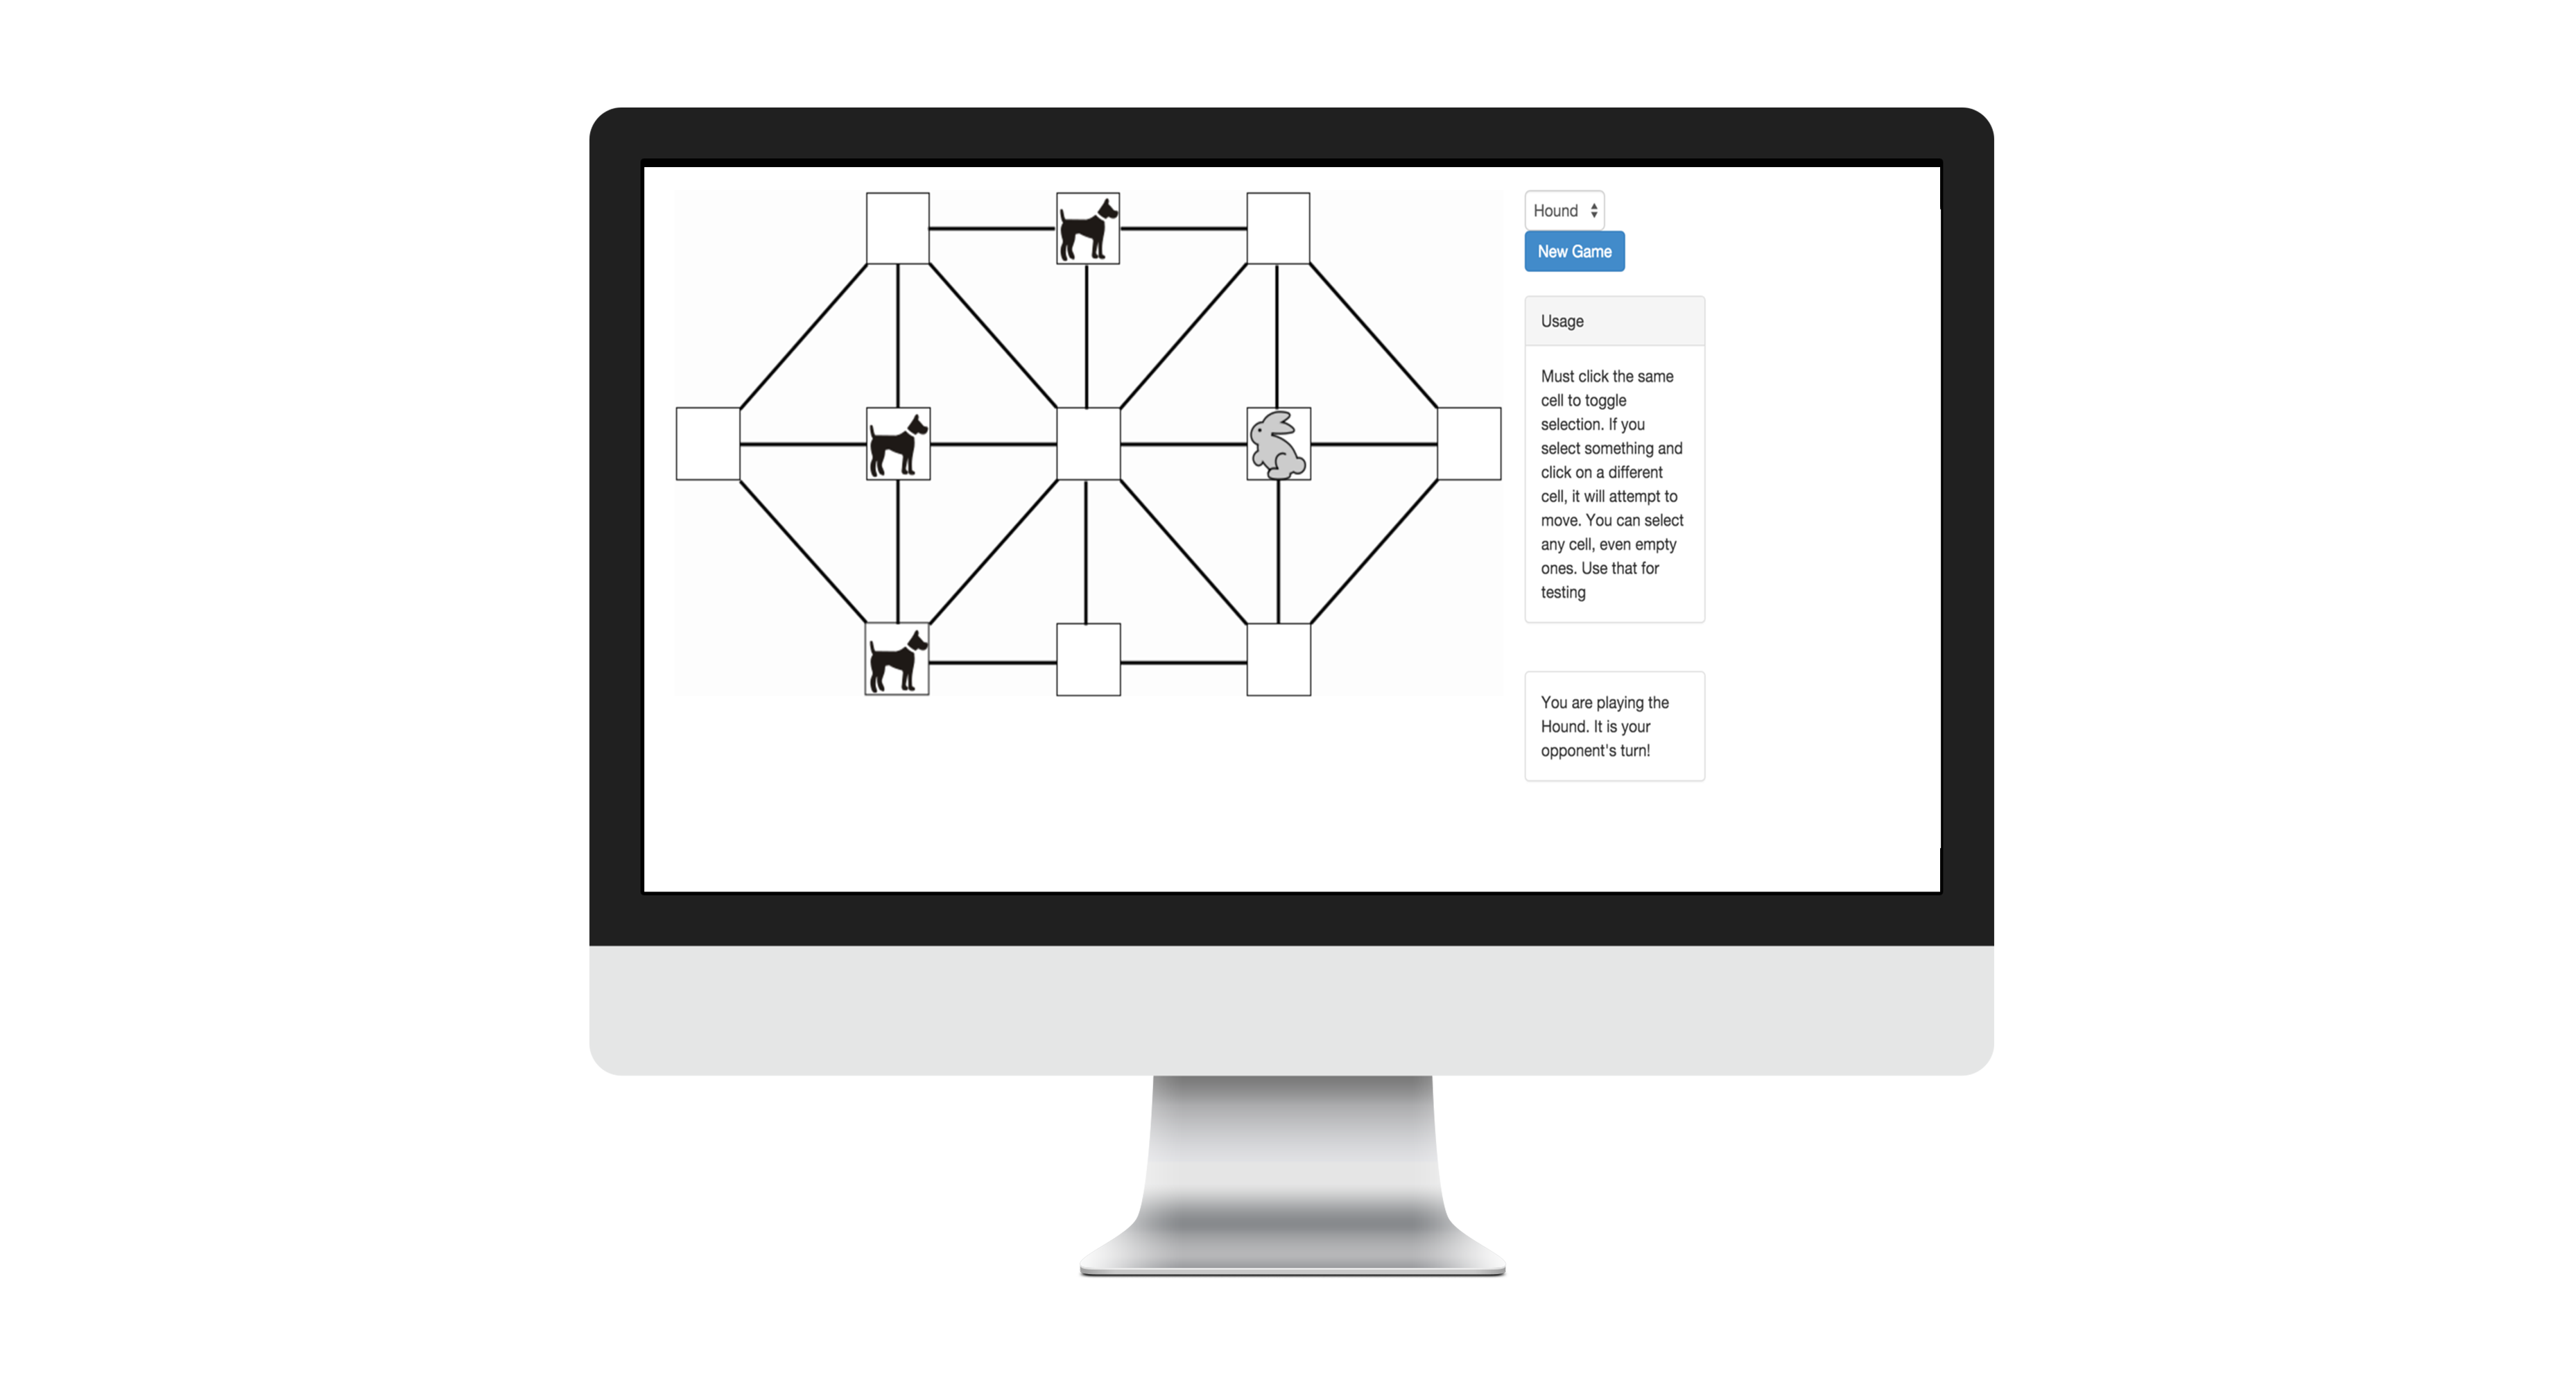 Hound
New Game
Usage
Must click the same
cell to toggle
selection. If you
select something and
click on a different
cell, it will attempt to
move. You can select
any cell, even empty
ones. Use that for
testing
You are playing the
Hound. It is your
opponent's turn!